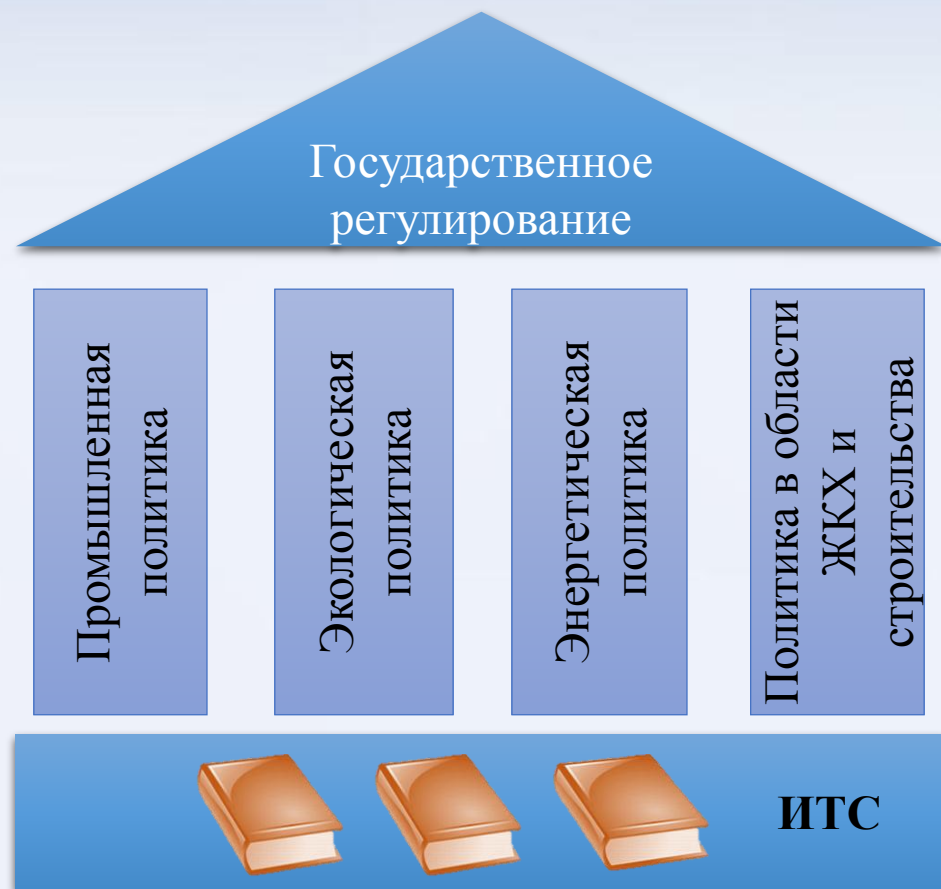 Государственное
регулирование
Промышленная
политика
Экологическая
политика
Энергетическая
политика
Политика в области
ЖКХ и
строительства
ИТС